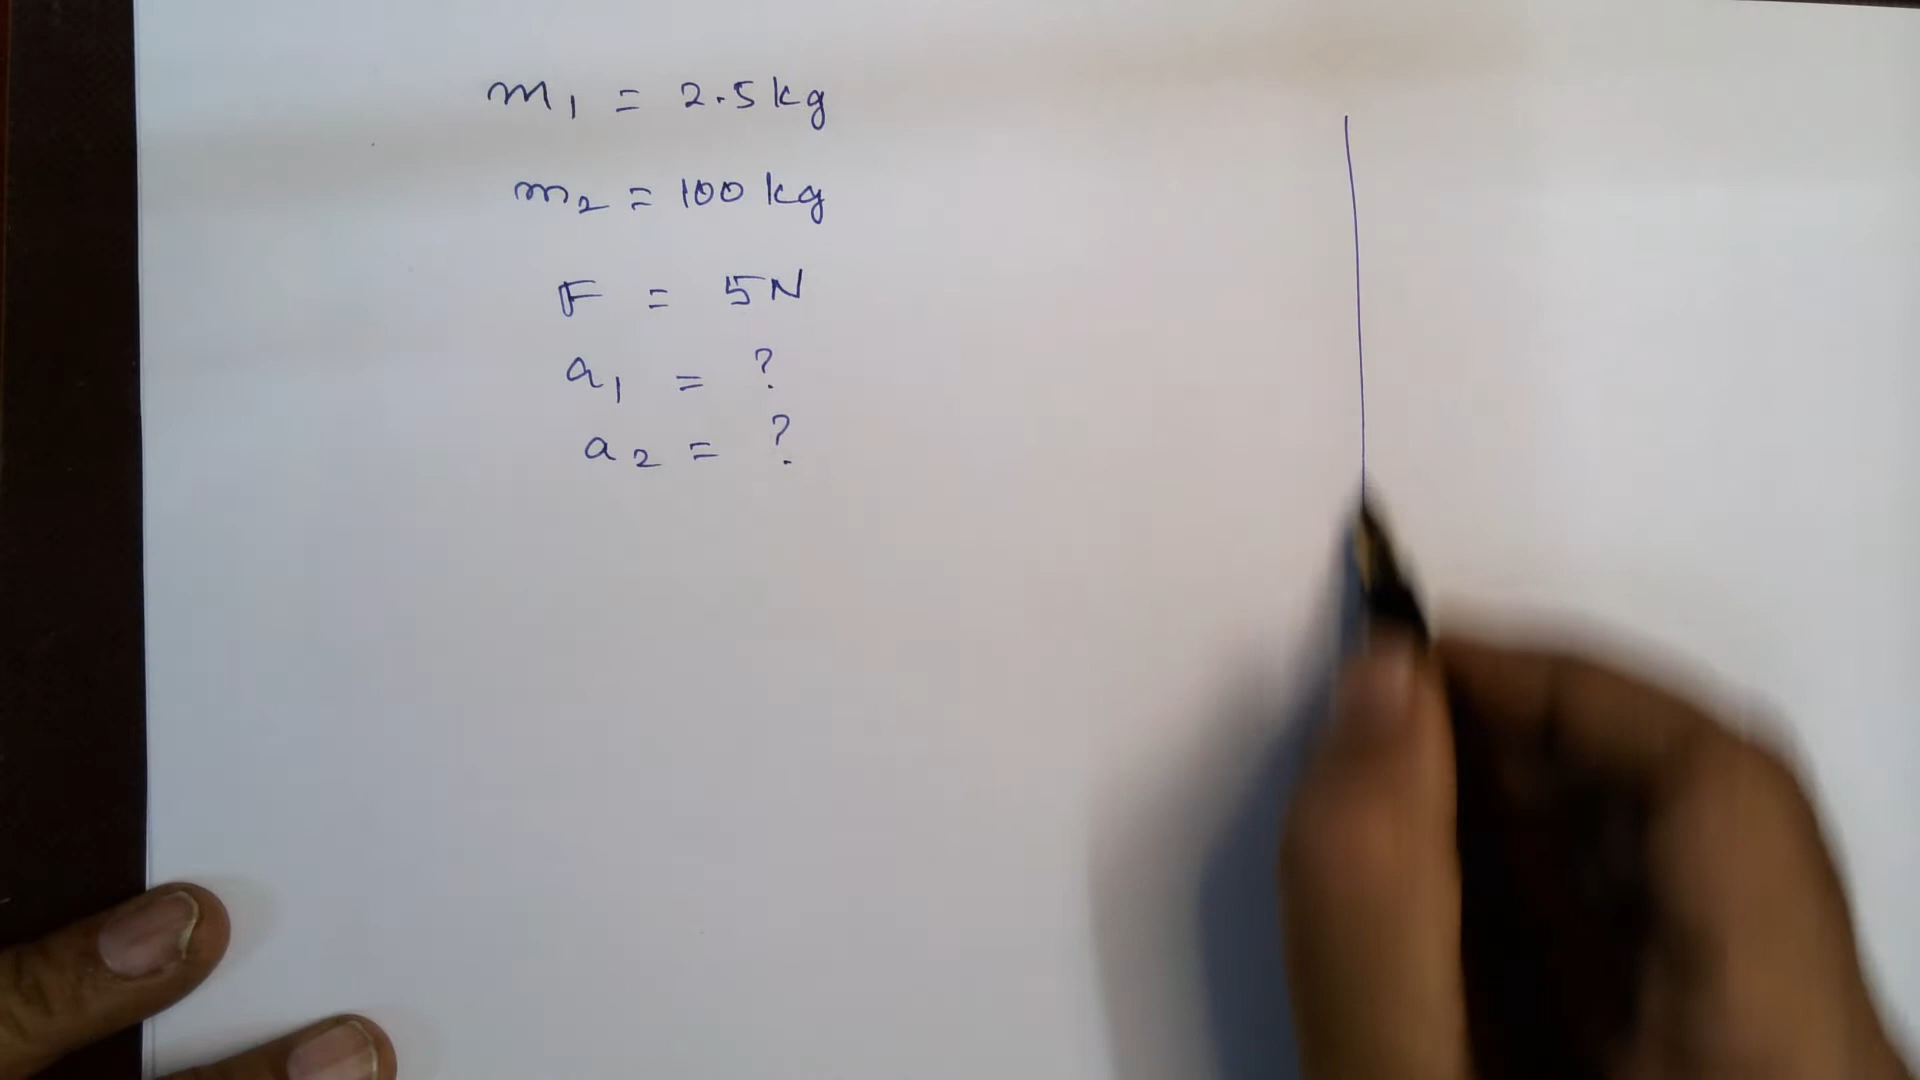 m₁ = 2.5 kg
m₂ = 100 kg
F = 5N
a₁ = ?
a₂ = ?